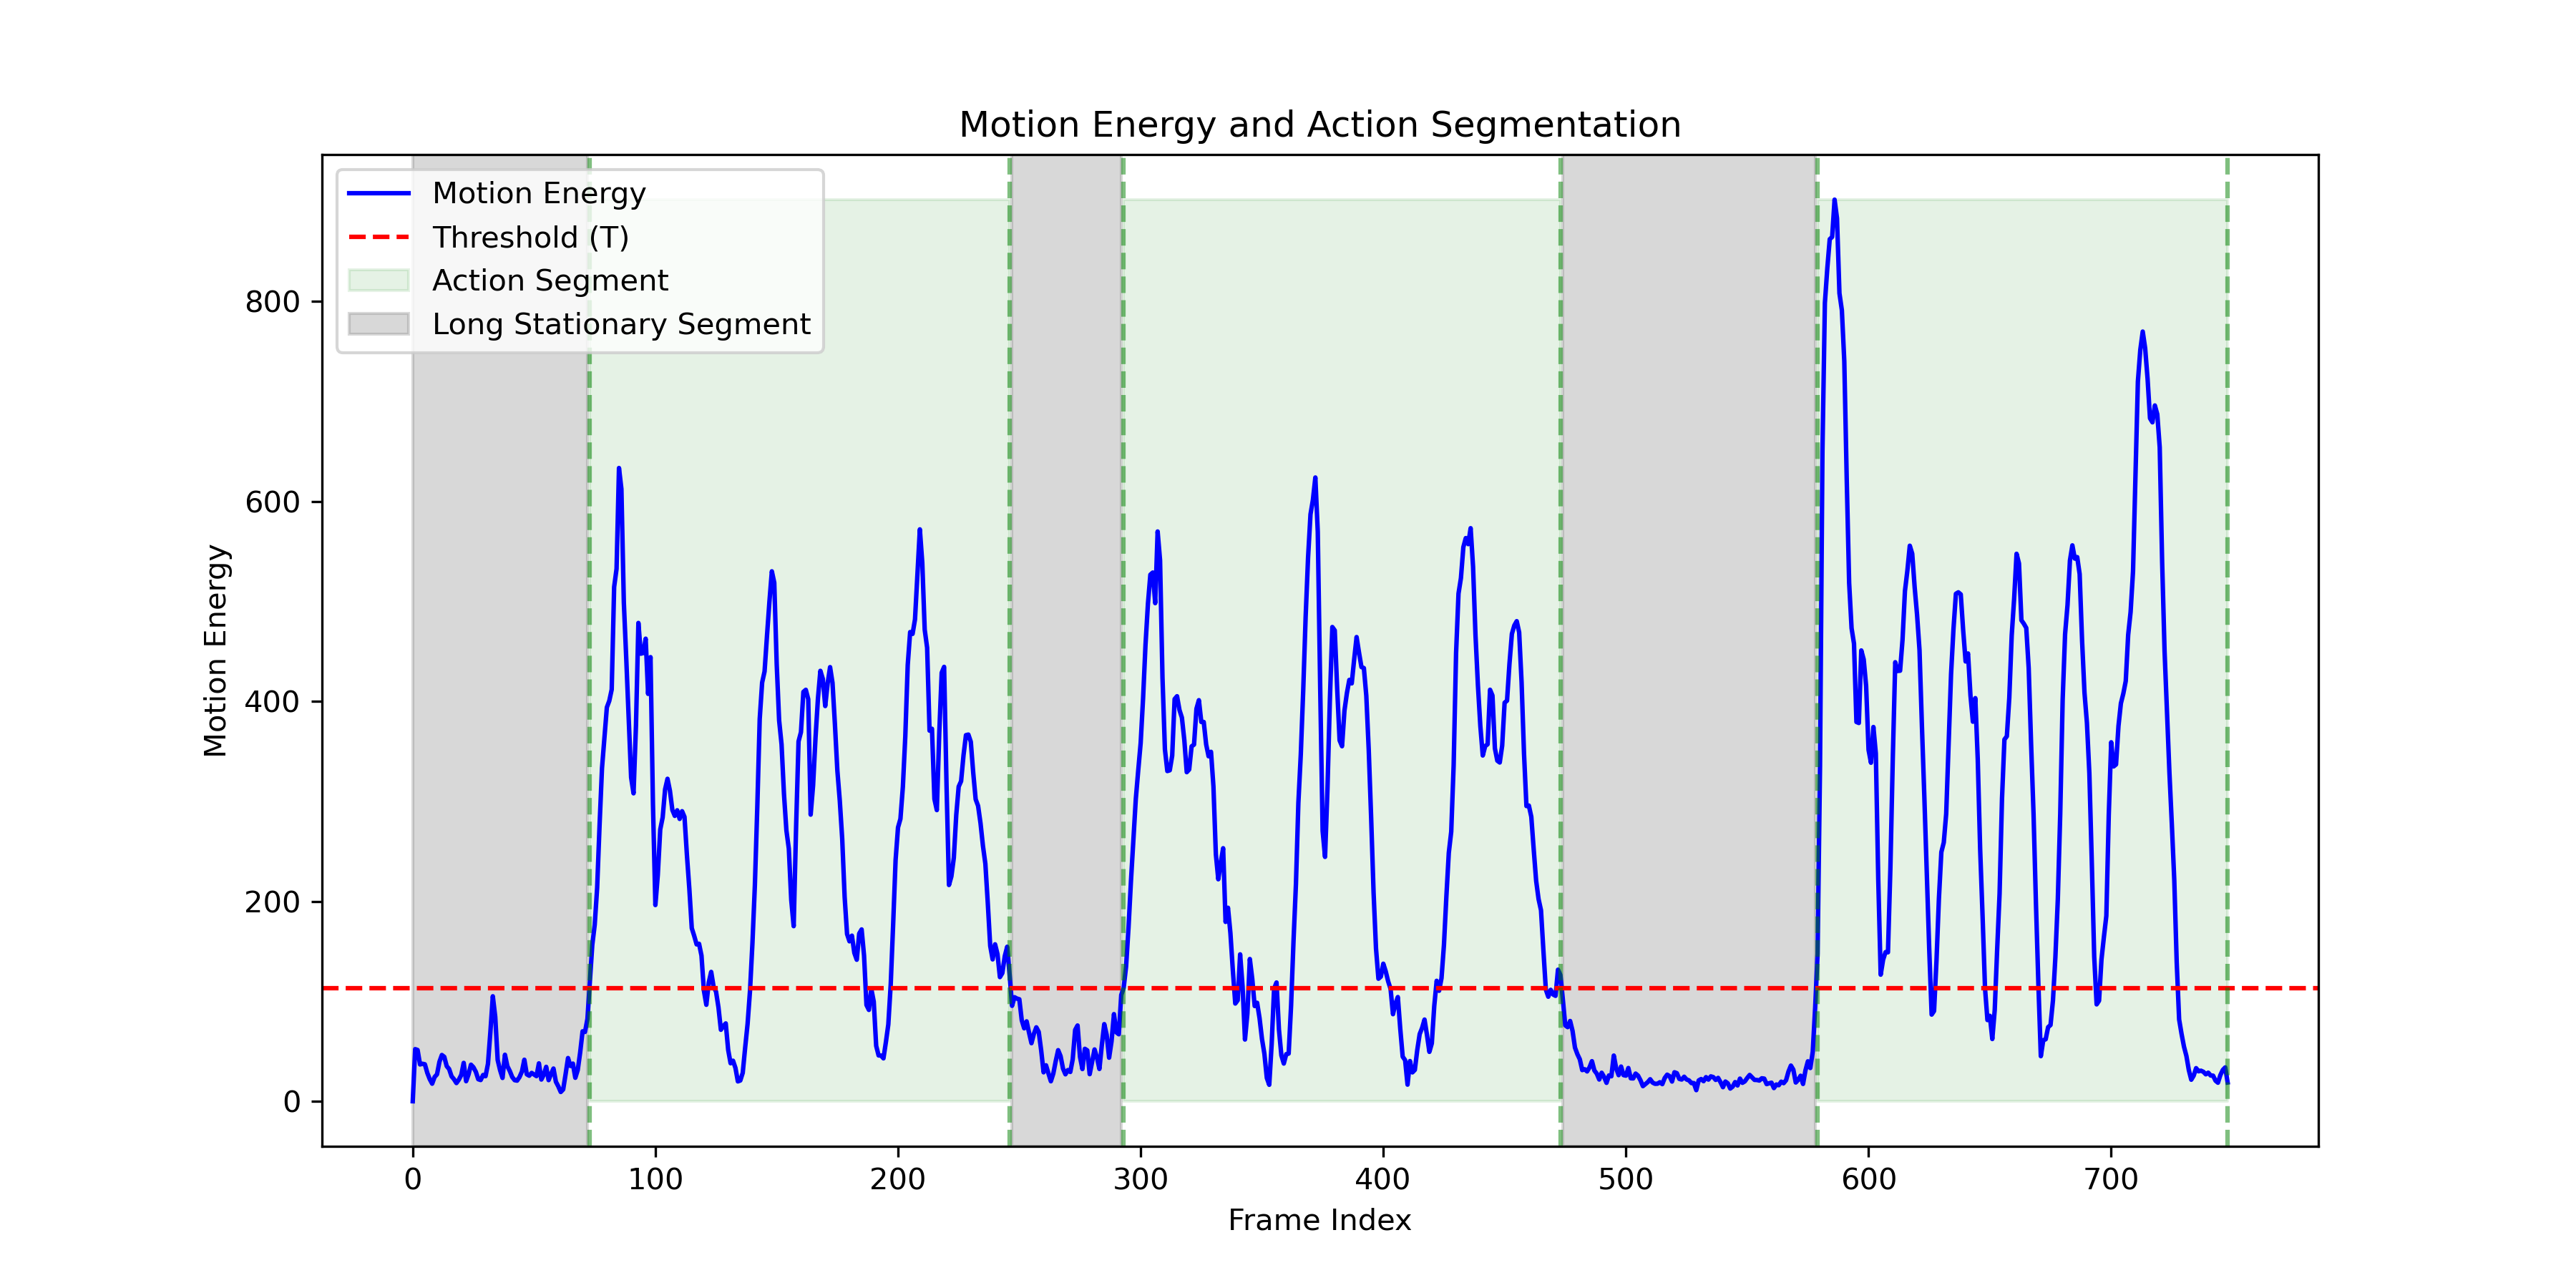 Motion Energy and Action Segmentation
Motion Energy
Threshold (T)
Action Segment
Long Stationary Segment
Motion Energy
800
600
400
200
0
0 100 200 300 400 500 600 700
Frame Index